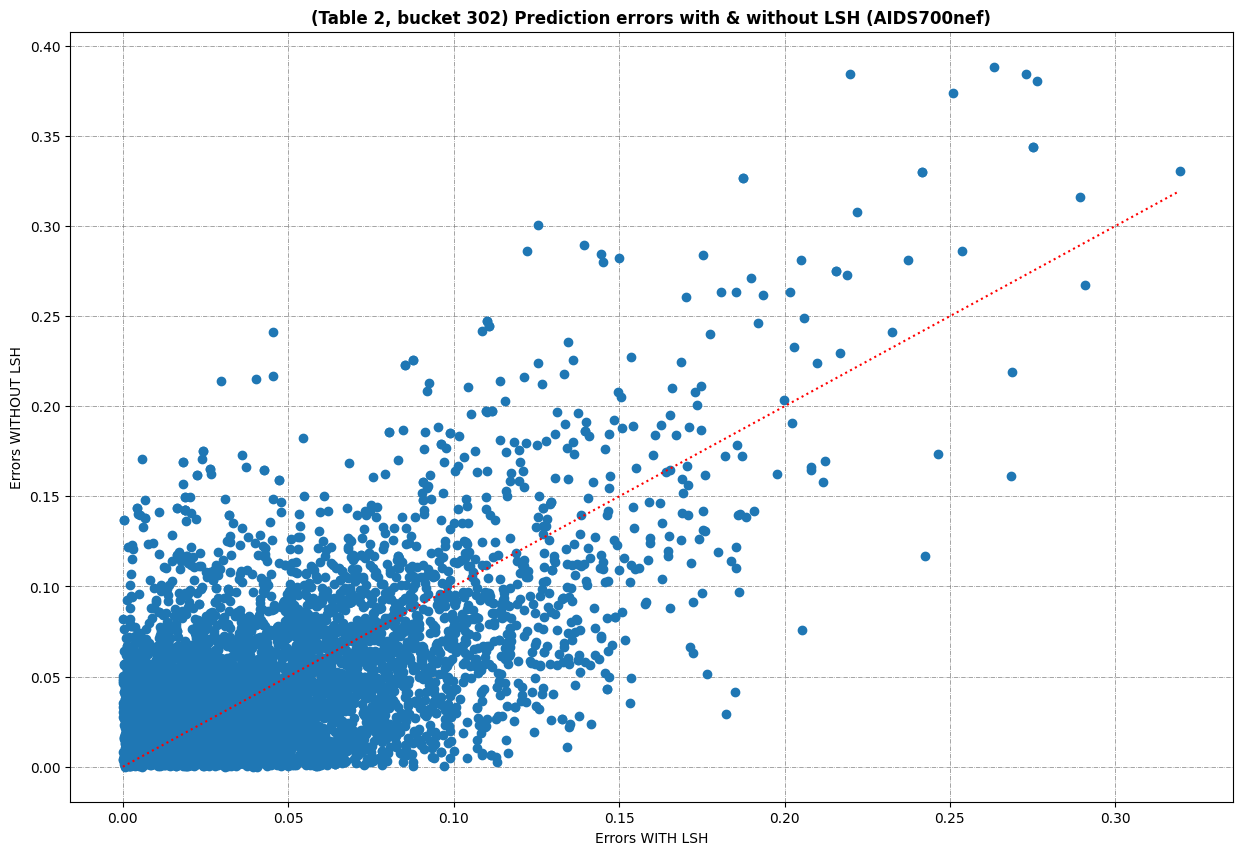 (Table 2, bucket 302) Prediction errors with & without LSH (AIDS700nef)
0.40
0.35
0.30
0.25
0.20
0.15
0.10
0.05
0.00
Errors WITHOUT LSH
0.00 0.05 0.10 0.15 0.20 0.25 0.30
Errors WITH LSH